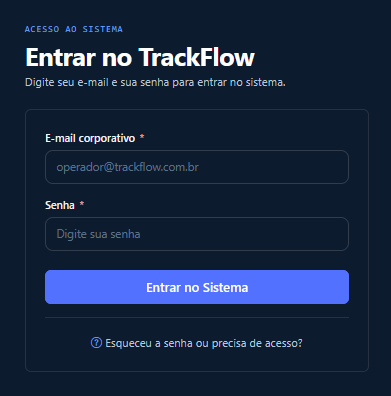 ACESSO AO SISTEMA
Entrar no TrackFlow
Digite seu e-mail e sua senha para entrar no sistema.
E-mail corporativo *
operador@trackflow.com.br
Senha *
Digite sua senha
Entrar no Sistema
Esqueceu a senha ou precisa de acesso?